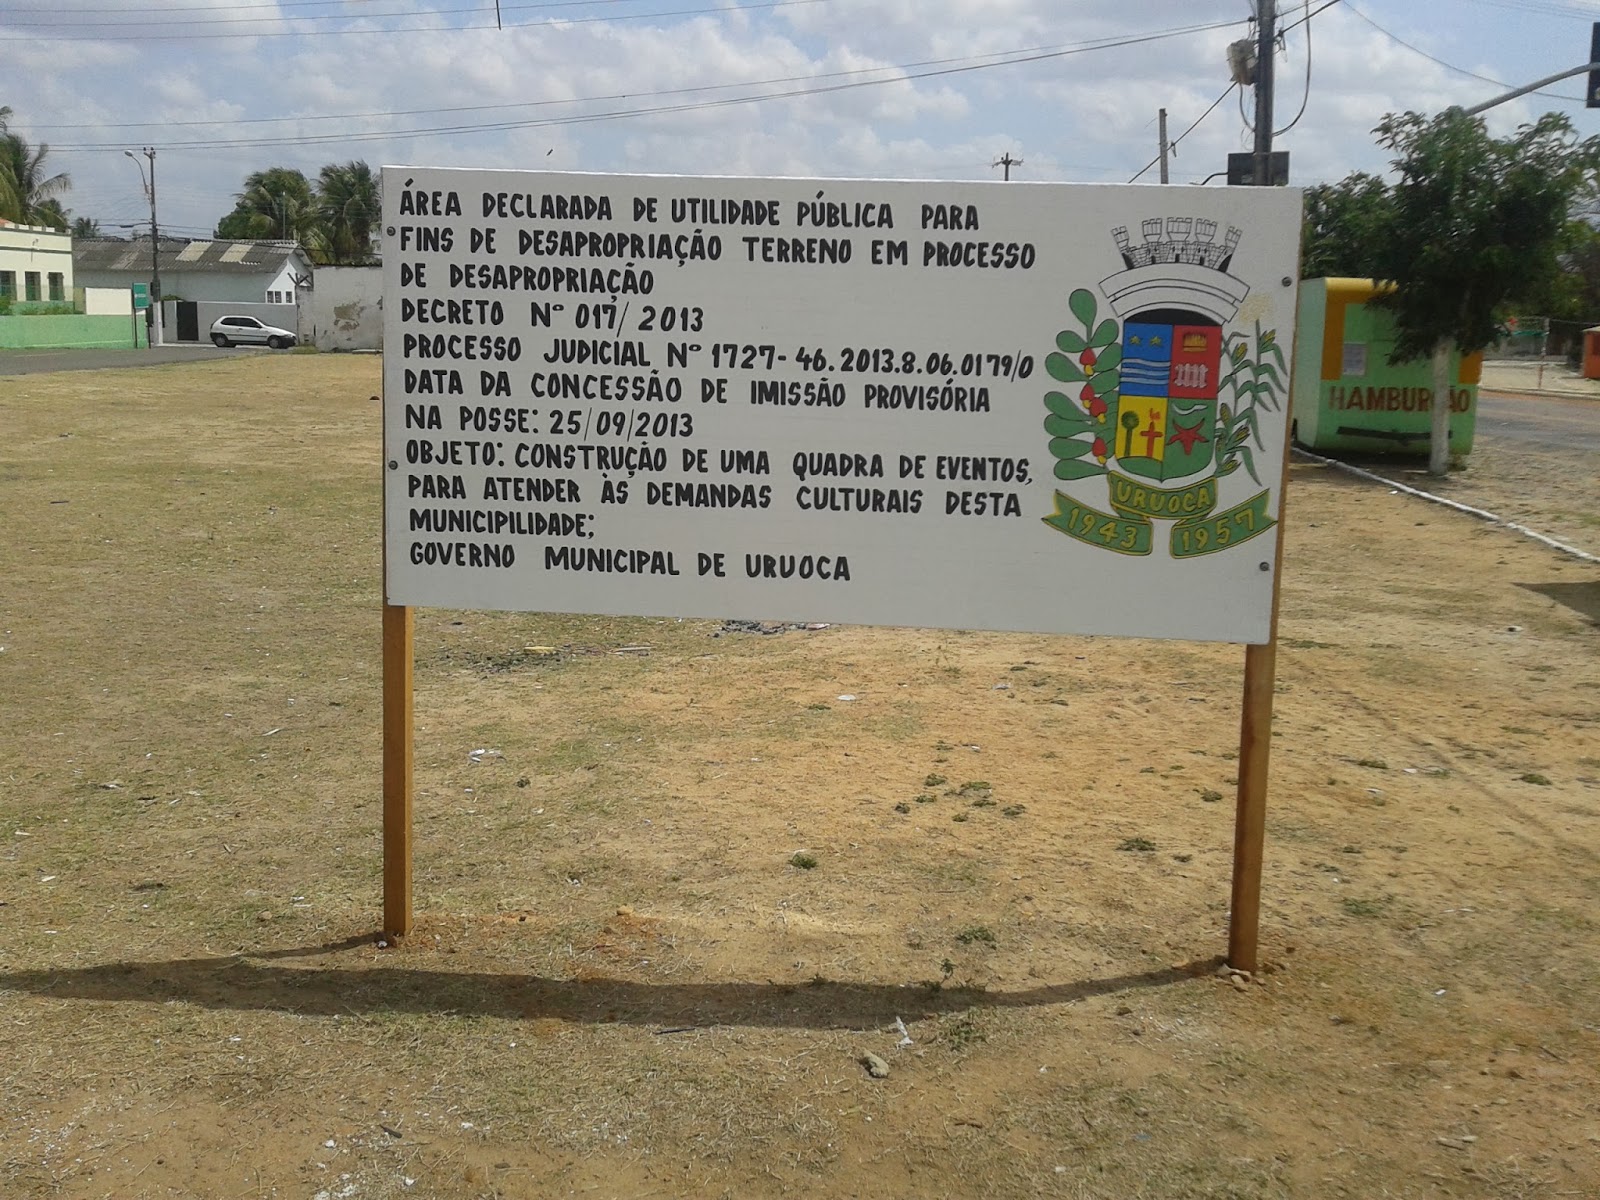 ÁREA DECLARADA DE UTILIDADE PÚBLICA PARA
FINS DE DESAPROPRIAÇÃO TERRENO EM PROCESSO
DE DESAPROPRIAÇÃO
DECRETO Nº 017/2013
PROCESSO JUDICIAL Nº 1727-46.2013.8.06.0179/0
DATA DA CONCESSÃO DE IMISSÃO PROVISÓRIA
NA POSSE: 25/09/2013
OBJETO: CONSTRUÇÃO DE UMA QUADRA DE EVENTOS,
PARA ATENDER ÀS DEMANDAS CULTURAIS DESTA
MUNICIPILIDADE;
GOVERNO MUNICIPAL DE URUOCA
URUOCA
1943 1957
HAMBURGÃO